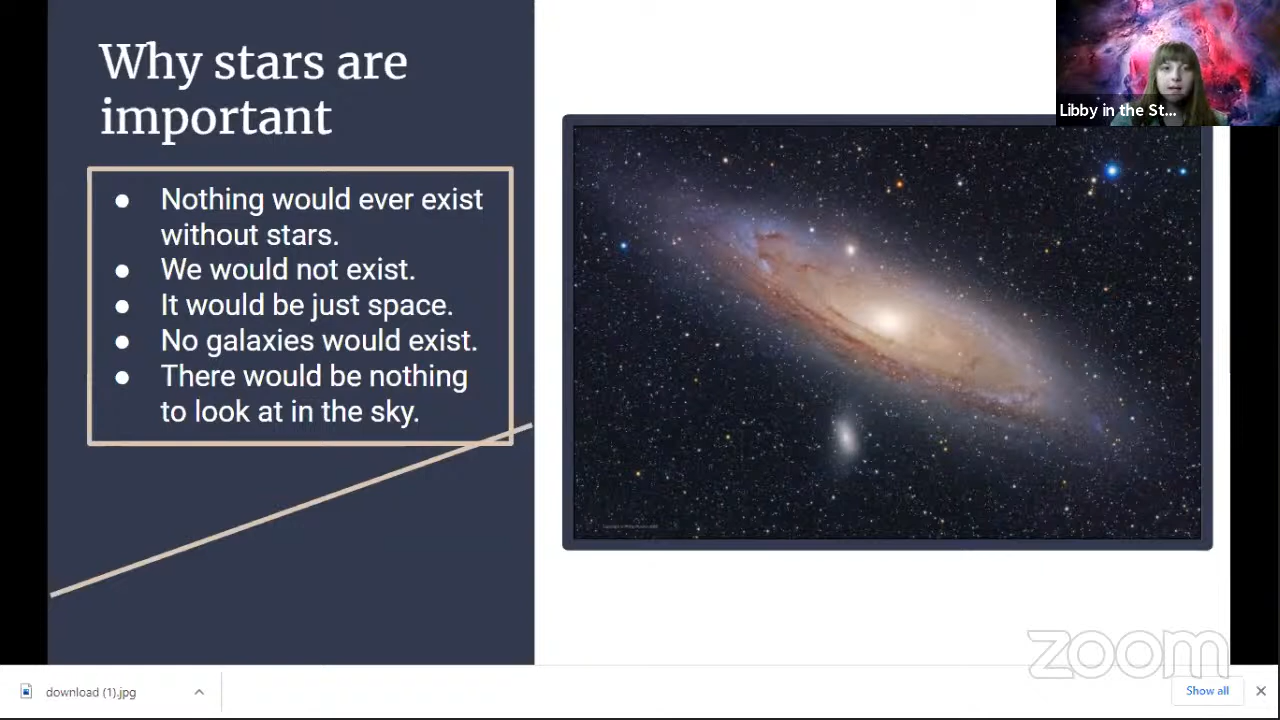 Why stars are
important
● Nothing would ever exist
without stars.
● We would not exist.
● It would be just space.
● No galaxies would exist.
● There would be nothing
to look at in the sky.
Libby in the St...
zoom
download (1).jpg
Show all